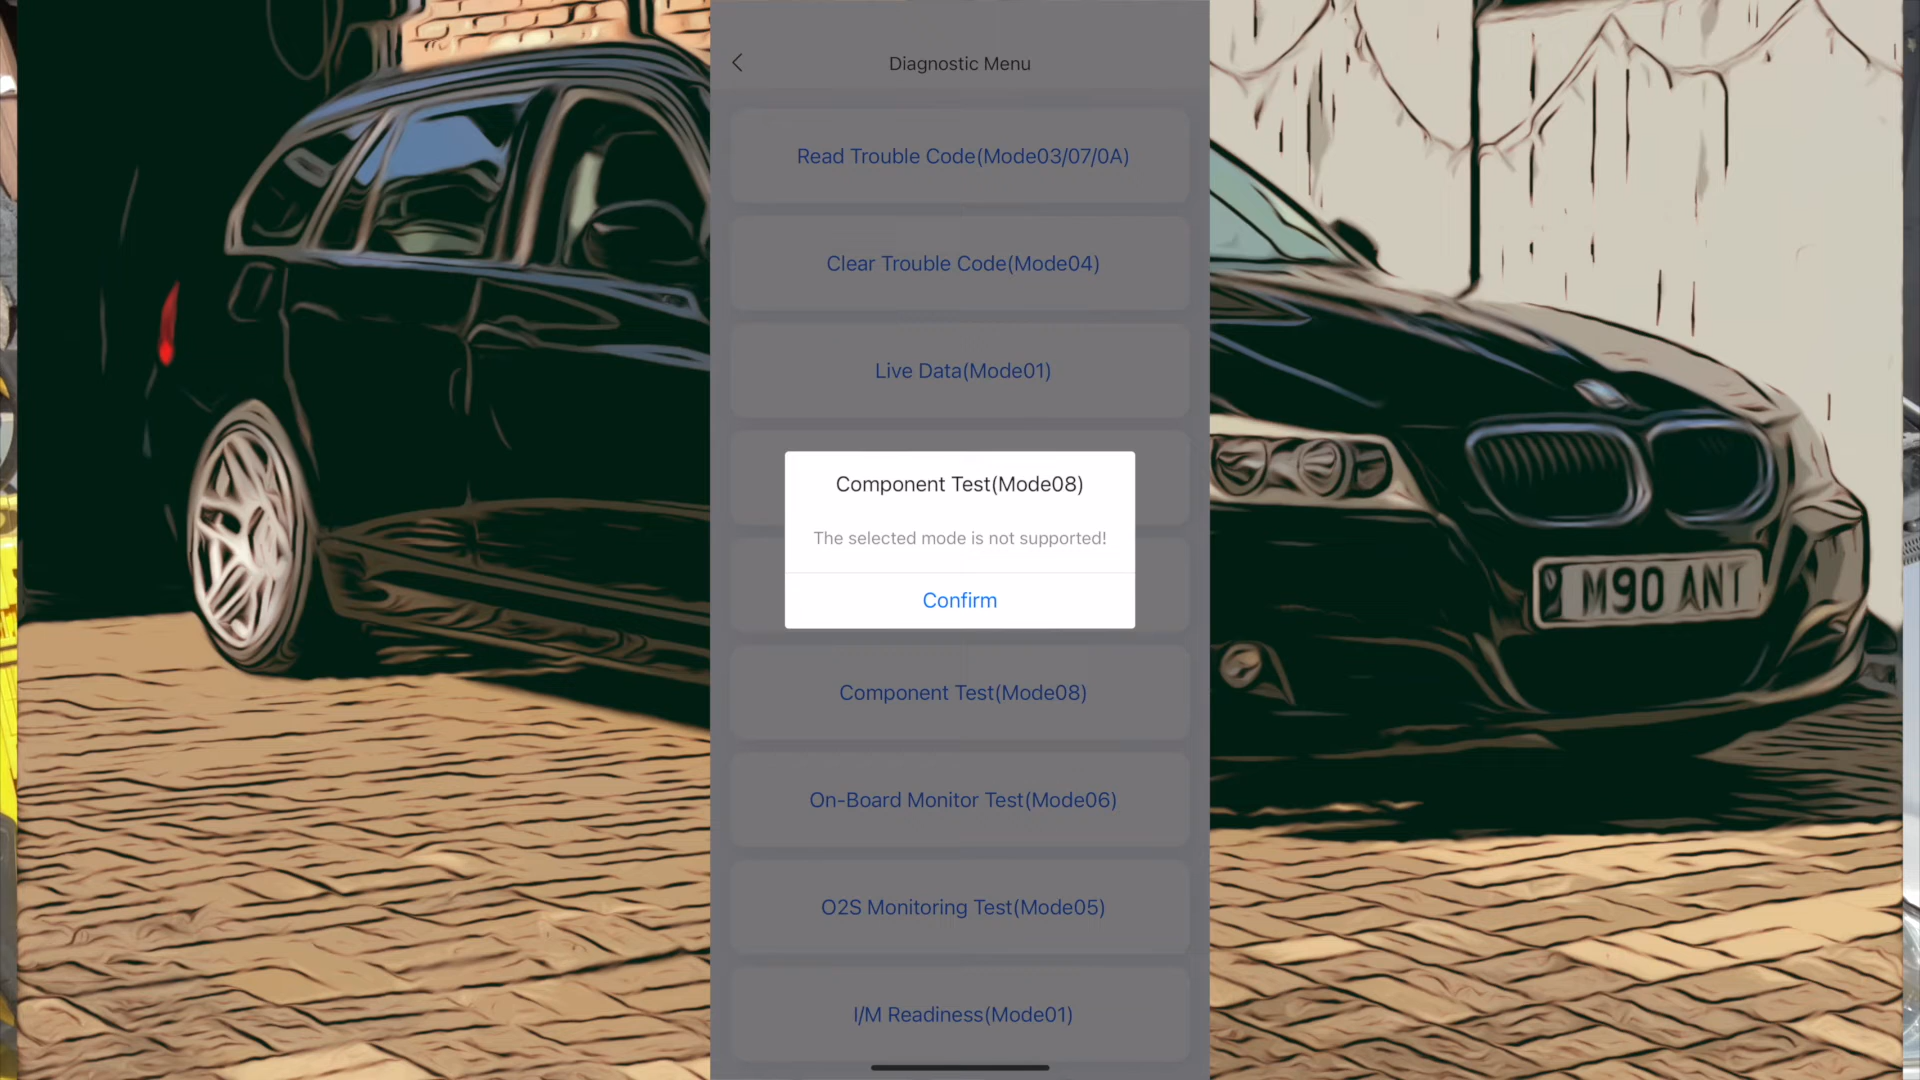 Diagnostic Menu
Read Trouble Code(Mode03/07/0A)
Clear Trouble Code(Mode04)
Live Data(Mode01)
Component Test(Mode08)
The selected mode is not supported!
Confirm
Component Test(Mode08)
On-Board Monitor Test(Mode06)
O2S Monitoring Test(Mode05)
I/M Readiness(Mode01)
M90 ANT